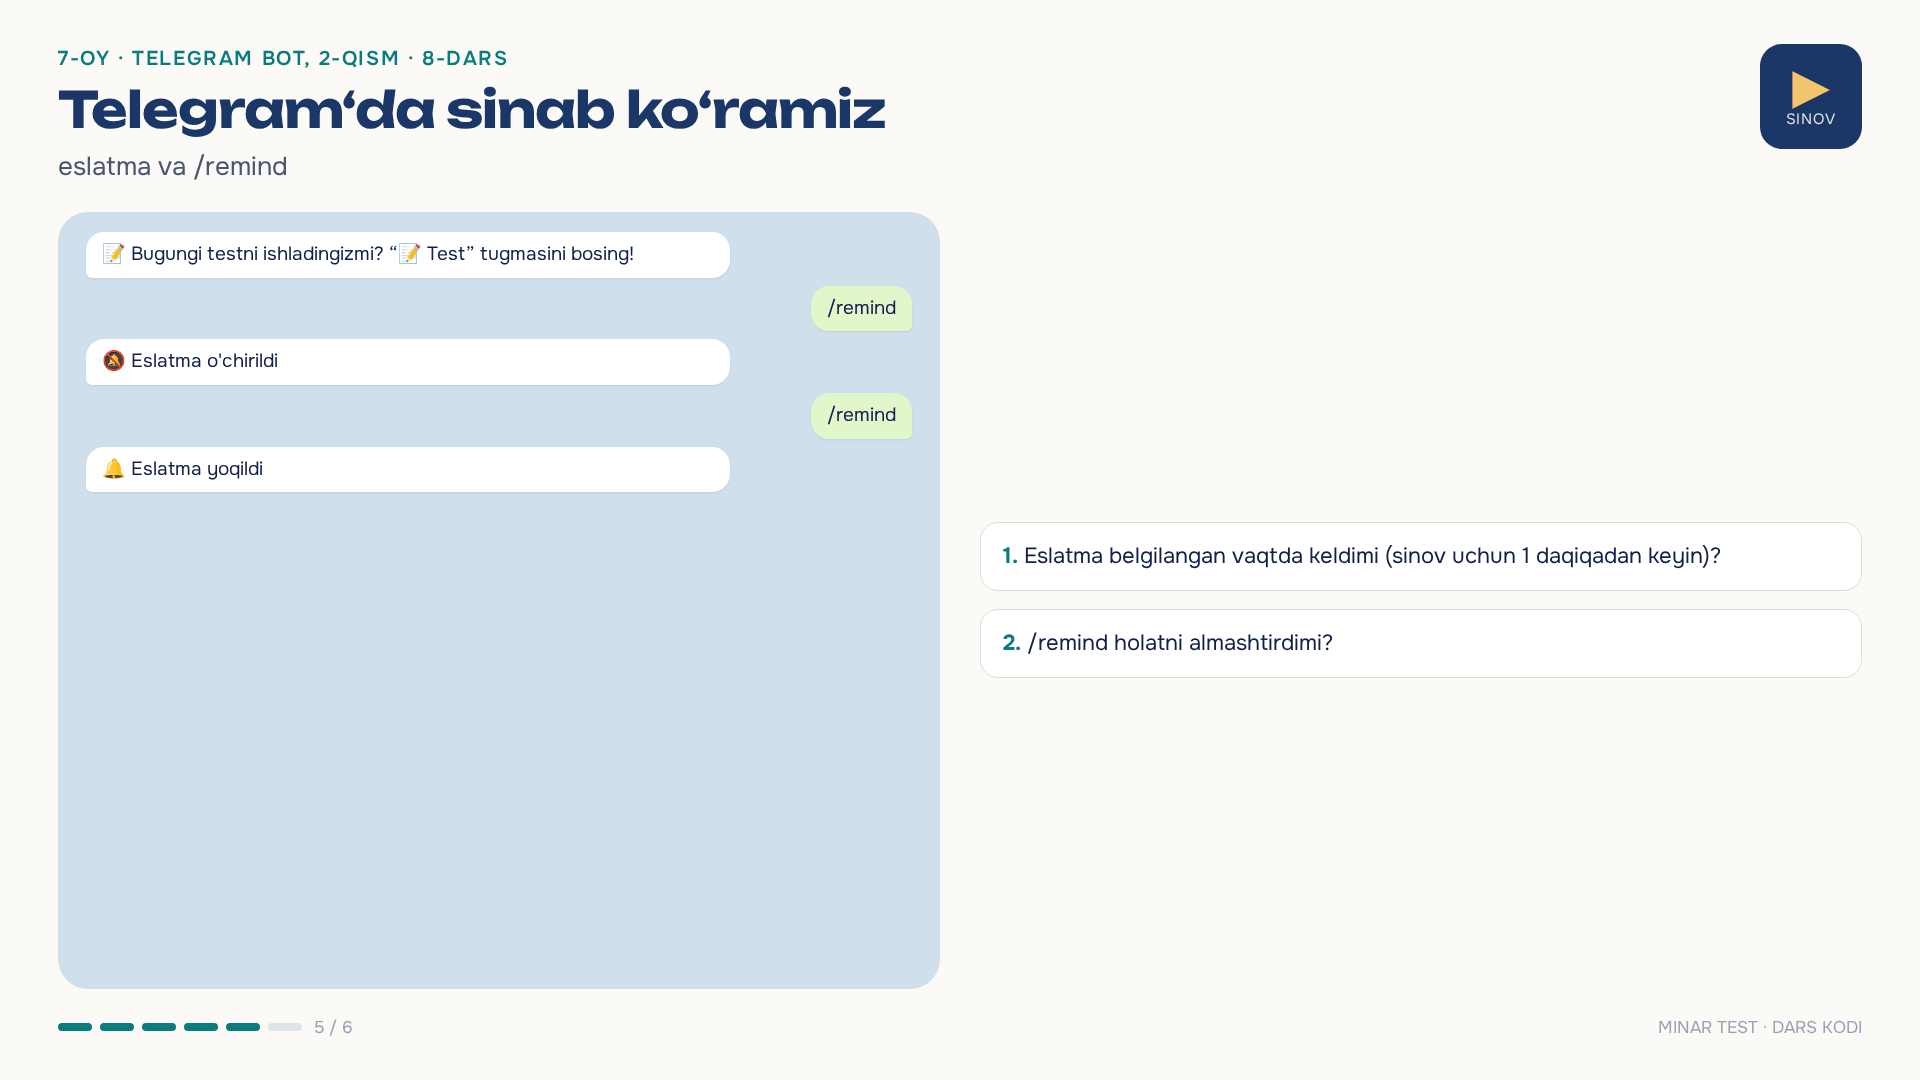 7-OY · TELEGRAM BOT, 2-QISM · 8-DARS
Telegram‘da sinab ko‘ramiz
eslatma va /remind
SINOV
📝 Bugungi testni ishladingizmi? “📝 Test” tugmasini bosing!
/remind
🔕 Eslatma o'chirildi
/remind
🔔 Eslatma yoqildi
1. Eslatma belgilangan vaqtda keldimi (sinov uchun 1 daqiqadan keyin)?
2. /remind holatni almashtirdimi?
5 / 6
MINAR TEST · DARS KODI